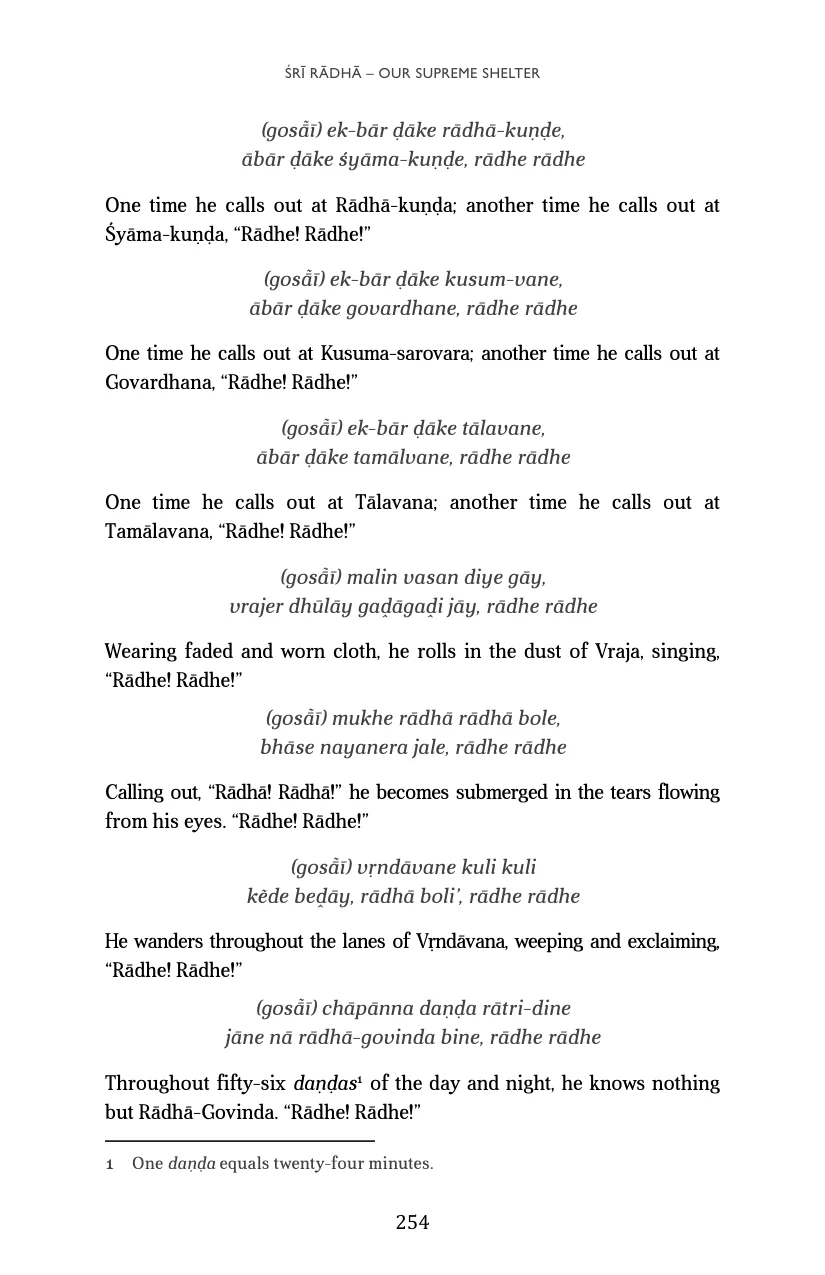 ŚRĪ RĀDHĀ – OUR SUPREME SHELTER
(gosā̃ī) ek-bār ḍāke rādhā-kuṇḍe,
ābār ḍāke śyāma-kuṇḍe, rādhe rādhe
One time he calls out at Rādhā-kuṇḍa; another time he calls out at
Śyāma-kuṇḍa, “Rādhe! Rādhe!”
(gosā̃ī) ek-bār ḍāke kusum-vane,
ābār ḍāke govardhane, rādhe rādhe
One time he calls out at Kusuma-sarovara; another time he calls out at
Govardhana, “Rādhe! Rādhe!”
(gosā̃ī) ek-bār ḍāke tālavane,
ābār ḍāke tamālvane, rādhe rādhe
One time he calls out at Tālavana; another time he calls out at
Tamālavana, “Rādhe! Rādhe!”
(gosā̃ī) malin vasan diye gāy,
vrajer dhūlāy gaḓāgaḓi jāy, rādhe rādhe
Wearing faded and worn cloth, he rolls in the dust of Vraja, singing,
“Rādhe! Rādhe!”
(gosā̃ī) mukhe rādhā rādhā bole,
bhāse nayanera jale, rādhe rādhe
Calling out, “Rādhā! Rādhā!” he becomes submerged in the tears flowing
from his eyes. “Rādhe! Rādhe!”
(gosā̃ī) vṛndāvane kuli kuli
kẽde beḓāy, rādhā boli’, rādhe rādhe
He wanders throughout the lanes of Vṛndāvana, weeping and exclaiming,
“Rādhe! Rādhe!”
(gosā̃ī) chāpānna daṇḍa rātri-dine
jāne nā rādhā-govinda bine, rādhe rādhe
Throughout fifty-six daṇḍas¹ of the day and night, he knows nothing
but Rādhā-Govinda. “Rādhe! Rādhe!”
1 One daṇḍa equals twenty-four minutes.
254